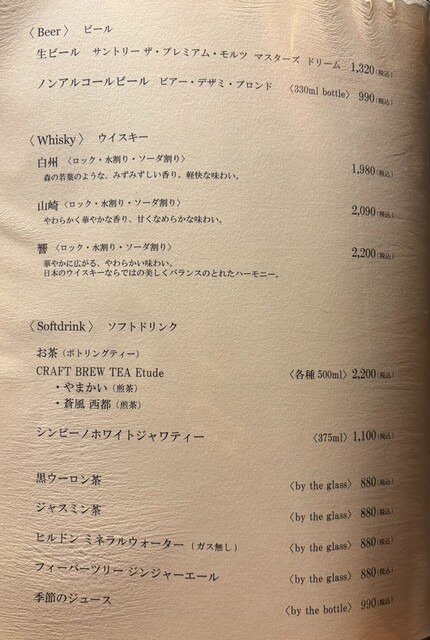 〈Beer〉 ビール
生ビール サントリー ザ・プレミアム・モルツ マスターズ ドリーム 1,320(税込)
ノンアルコールビール ビアー・デザミ・ブロンド 〈330ml bottle〉 990(税込)
〈Whisky〉 ウイスキー
白州 〈ロック・水割り・ソーダ割り〉 1,980(税込)
森の若葉のような、みずみずしい香り、軽快な味わい。
山崎〈ロック・水割り・ソーダ割り〉 2,090(税込)
やわらかく華やかな香り、甘くなめらかな味わい。
響〈ロック・水割り・ソーダ割り〉 2,200(税込)
華やかに広がる、やわらかい味わい。
日本のウイスキーならではの美しくバランスのとれたハーモニー。
〈Softdrink〉 ソフトドリンク
お茶（ボトリングティー）
CRAFT BREW TEA Etude 〈各種 500ml〉 2,200(税込)
・やまかい（煎茶）
・蒼風 西都（煎茶）
シンビーノホワイトジャワティー 〈375ml〉 1,100(税込)
黒ウーロン茶 〈by the glass〉 880(税込)
ジャスミン茶 〈by the glass〉 880(税込)
ヒルドン ミネラルウォーター（ガス無し） 〈by the glass〉 880(税込)
フィーバーツリー ジンジャーエール 〈by the glass〉 880(税込)
季節のジュース 〈by the bottle〉 990(税込)